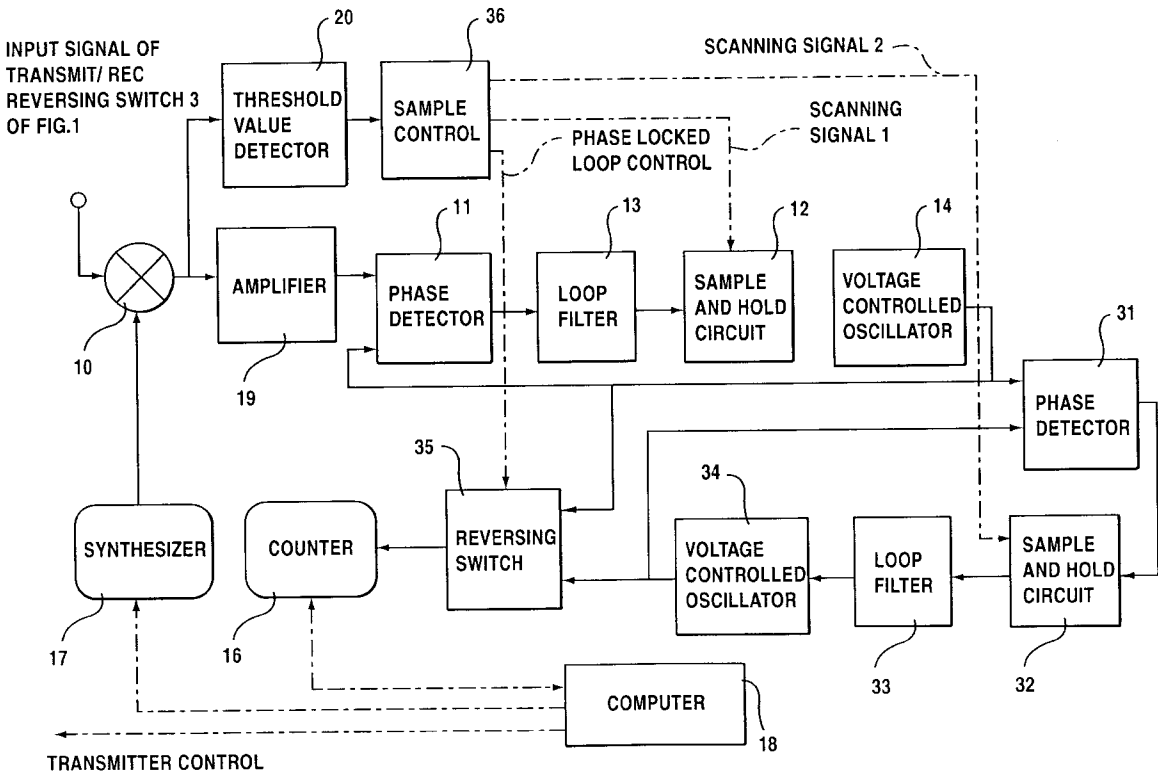 20
36
INPUT SIGNAL OF
TRANSMIT/ REC
REVERSING SWITCH 3
OF FIG.1
SCANNING SIGNAL 2
THRESHOLD
VALUE
DETECTOR
SAMPLE
CONTROL
SCANNING
SIGNAL 1
PHASE LOCKED
LOOP CONTROL
11
13
12
14
AMPLIFIER
PHASE
DETECTOR
LOOP
FILTER
SAMPLE
AND HOLD
CIRCUIT
VOLTAGE
CONTROLLED
OSCILLATOR
10
19
31
PHASE
DETECTOR
35
34
SYNTHESIZER
COUNTER
REVERSING
SWITCH
VOLTAGE
CONTROLLED
OSCILLATOR
LOOP
FILTER
SAMPLE
AND HOLD
CIRCUIT
17
16
33
32
COMPUTER
18
TRANSMITTER CONTROL